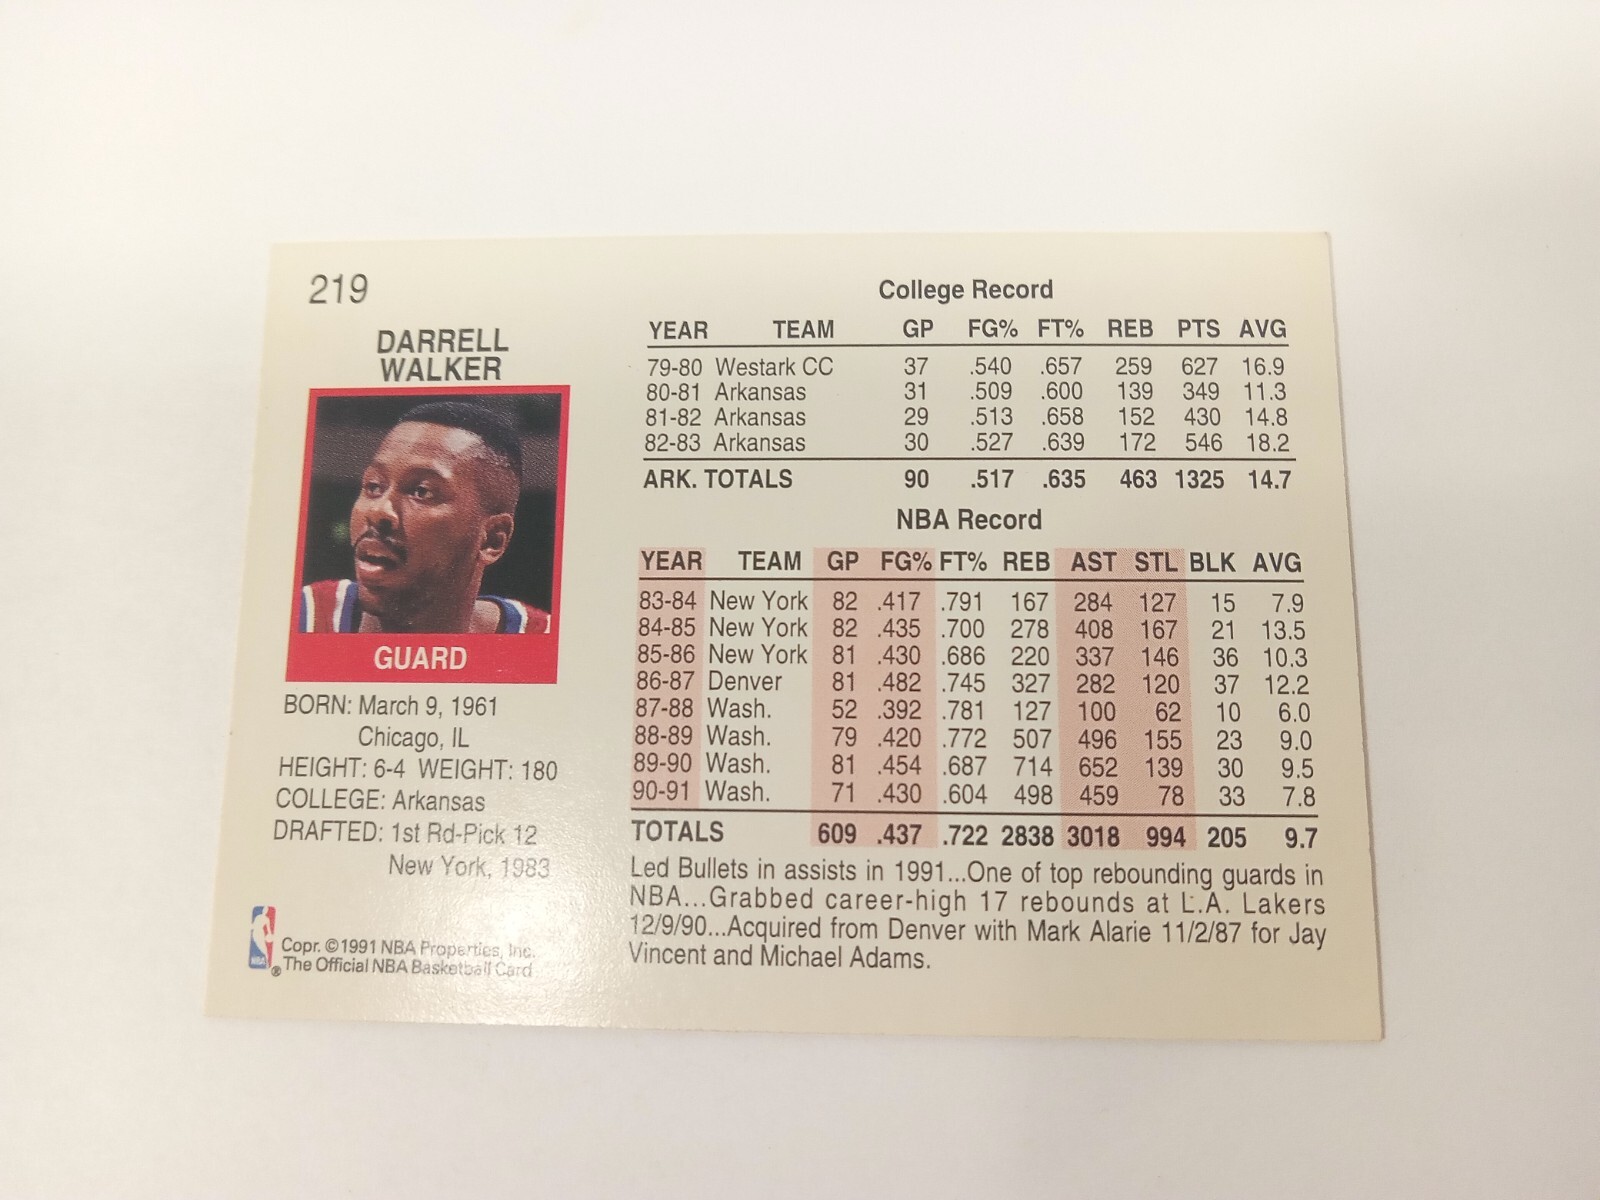 219
DARRELL
WALKER
GUARD
BORN: March 9, 1961
Chicago, IL
HEIGHT: 6-4 WEIGHT: 180
COLLEGE: Arkansas
DRAFTED: 1st Rd-Pick 12
New York, 1983
NBA
Copr. ©1991 NBA Properties, Inc.
® The Official NBA Basketball Card
College Record
YEAR TEAM GP FG% FT% REB PTS AVG
79-80 Westark CC 37 .540 .657 259 627 16.9
80-81 Arkansas 31 .509 .600 139 349 11.3
81-82 Arkansas 29 .513 .658 152 430 14.8
82-83 Arkansas 30 .527 .639 172 546 18.2
ARK. TOTALS 90 .517 .635 463 1325 14.7
NBA Record
YEAR TEAM GP FG% FT% REB AST STL BLK AVG
83-84 New York 82 .417 .791 167 284 127 15 7.9
84-85 New York 82 .435 .700 278 408 167 21 13.5
85-86 New York 81 .430 .686 220 337 146 36 10.3
86-87 Denver 81 .482 .745 327 282 120 37 12.2
87-88 Wash. 52 .392 .781 127 100 62 10 6.0
88-89 Wash. 79 .420 .772 507 496 155 23 9.0
89-90 Wash. 81 .454 .687 714 652 139 30 9.5
90-91 Wash. 71 .430 .604 498 459 78 33 7.8
TOTALS 609 .437 .722 2838 3018 994 205 9.7
Led Bullets in assists in 1991...One of top rebounding guards in
NBA...Grabbed career-high 17 rebounds at L.A. Lakers
12/9/90...Acquired from Denver with Mark Alarie 11/2/87 for Jay
Vincent and Michael Adams.